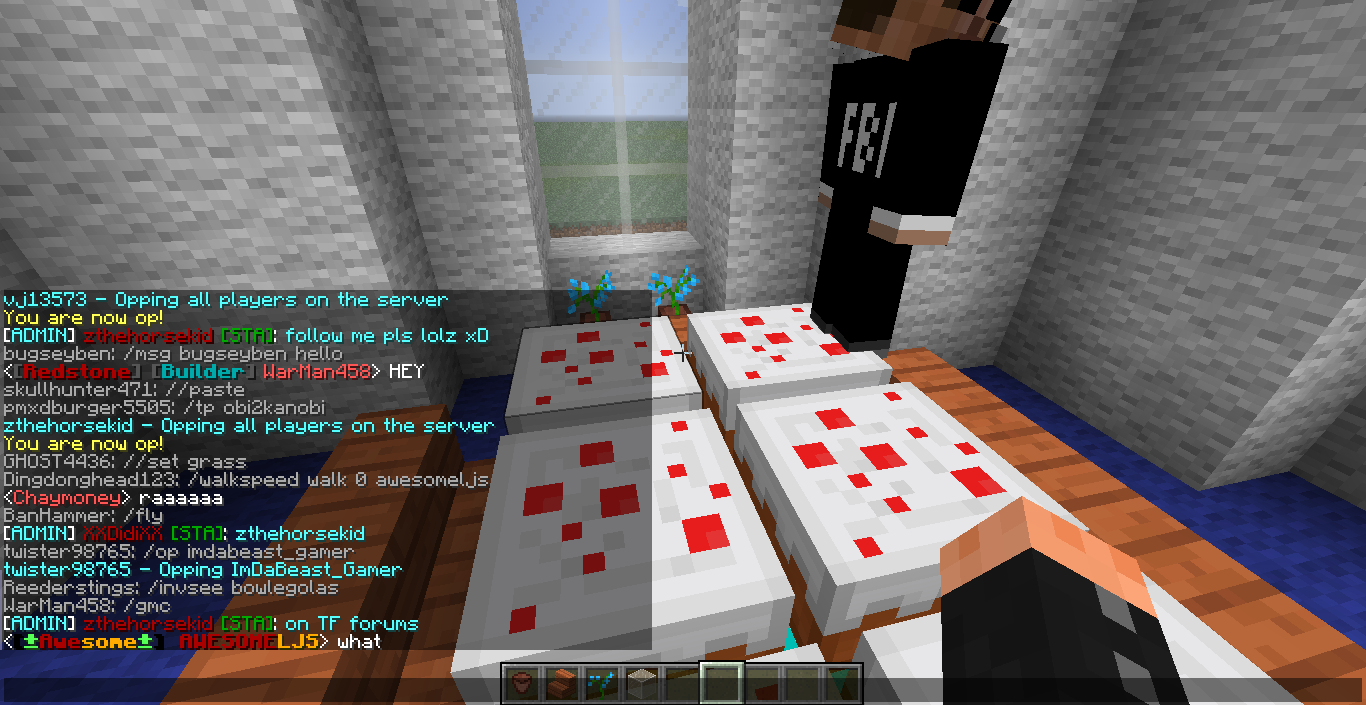 FBI
vj13573 - Opping all players on the server
You are now op!
[ADMIN] zthehorsekid [STA]: follow me pls lolz xD
bugseyben: /msg bugseyben hello
<[Redstone] [Builder] WarMan458> HEY
skullhunter471: //paste
pmxdburger5505: /tp obi2kanobi
zthehorsekid - Opping all players on the server
You are now op!
GHOST4436: //set grass
Dingdonghead123: /walkspeed walk 0 awesomeljs
<Chaymoney> raaaaaa
BanHammer: /fly
[ADMIN] XXDidiXX [STA]: zthehorsekid
twister98765: /op imdabeast_gamer
twister98765 - Opping ImDaBeast_Gamer
Reederstings: /invsee bowlegolas
WarMan458: /gmc
[ADMIN] zthehorsekid [STA]: on TF forums
<[±Awesome±] AWESOMELJS> what